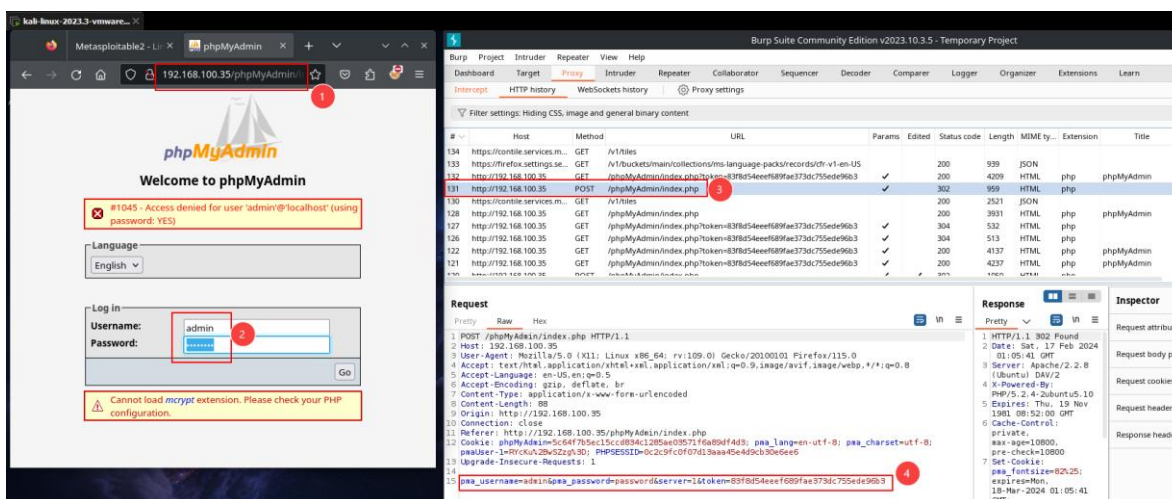 kali-linux-2023.3-vmware...
Metasploitable2 - Lin
phpMyAdmin
192.168.100.35/phpMyAdmin/i
1
phpMyAdmin
Welcome to phpMyAdmin
#1045 - Access denied for user 'admin'@'localhost' (using
password: YES)
Language
English
Log in
Username:
admin
Password:
••••••••
2
Go
Cannot load mcrypt extension. Please check your PHP
configuration.
Burp Suite Community Edition v2023.10.3.5 - Temporary Project
Burp Project Intruder Repeater View Help
Dashboard Target Proxy Intruder Repeater Collaborator Sequencer Decoder Comparer Logger Organizer Extensions Learn
Intercept HTTP history WebSockets history Proxy settings
Filter settings: Hiding CSS, image and general binary content
# Host Method URL Params Edited Status code Length MIME ty... Extension Title
134 https://contile.services.m... GET /v1/tiles
133 https://firefox.settings.se... GET /v1/buckets/main/collections/ms-language-packs/records/cfr-v1-en-US 200 939 JSON
132 http://192.168.100.35 GET /phpMyAdmin/index.php?token=83f8d54eeef689fae373dc755ede96b3 ✓ 200 4209 HTML php phpMyAdmin
131 http://192.168.100.35 POST /phpMyAdmin/index.php ✓ 302 959 HTML php
3
130 https://contile.services.m... GET /v1/tiles 200 2521 JSON
128 http://192.168.100.35 GET /phpMyAdmin/index.php 200 3931 HTML php phpMyAdmin
127 http://192.168.100.35 GET /phpMyAdmin/index.php?token=83f8d54eeef689fae373dc755ede96b3 ✓ 304 532 HTML php
126 http://192.168.100.35 GET /phpMyAdmin/index.php?token=83f8d54eeef689fae373dc755ede96b3 ✓ 304 513 HTML php
122 http://192.168.100.35 GET /phpMyAdmin/index.php?token=83f8d54eeef689fae373dc755ede96b3 ✓ 200 4137 HTML php phpMyAdmin
121 http://192.168.100.35 GET /phpMyAdmin/index.php?token=83f8d54eeef689fae373dc755ede96b3 ✓ 200 4237 HTML php phpMyAdmin
Request
Pretty Raw Hex
1 POST /phpMyAdmin/index.php HTTP/1.1
2 Host: 192.168.100.35
3 User-Agent: Mozilla/5.0 (X11; Linux x86_64; rv:109.0) Gecko/20100101 Firefox/115.0
4 Accept: text/html,application/xhtml+xml,application/xml;q=0.9,image/avif,image/webp,*/*;q=0.8
5 Accept-Language: en-US,en;q=0.5
6 Accept-Encoding: gzip, deflate, br
7 Content-Type: application/x-www-form-urlencoded
8 Content-Length: 88
9 Origin: http://192.168.100.35
10 Connection: close
11 Referer: http://192.168.100.35/phpMyAdmin/index.php
12 Cookie: phpMyAdmin=5c64f7b5ec15ccd834c1285ae03571f6a89df4d3; pma_lang=en-utf-8; pma_charset=utf-8;
pmaUser-1=RYcKu%2BwSZzg%3D; PHPSESSID=0c2c9fc0f07d13aaa45e4d9cb30e6ee6
13 Upgrade-Insecure-Requests: 1
14
15 pma_username=admin&pma_password=password&server=1&token=83f8d54eeef689fae373dc755ede96b3
4
Response
Pretty
1 HTTP/1.1 302 Found
2 Date: Sat, 17 Feb 2024
01:05:41 GMT
3 Server: Apache/2.2.8
(Ubuntu) DAV/2
4 X-Powered-By:
PHP/5.2.4-2ubuntu5.10
5 Expires: Thu, 19 Nov
1981 08:52:00 GMT
6 Cache-Control:
private,
max-age=10800,
pre-check=10800
7 Set-Cookie:
pma_fontsize=82%25;
expires=Mon,
18-Mar-2024 01:05:41
Inspector
Request attribu
Request body p
Request cookie
Request header
Response head